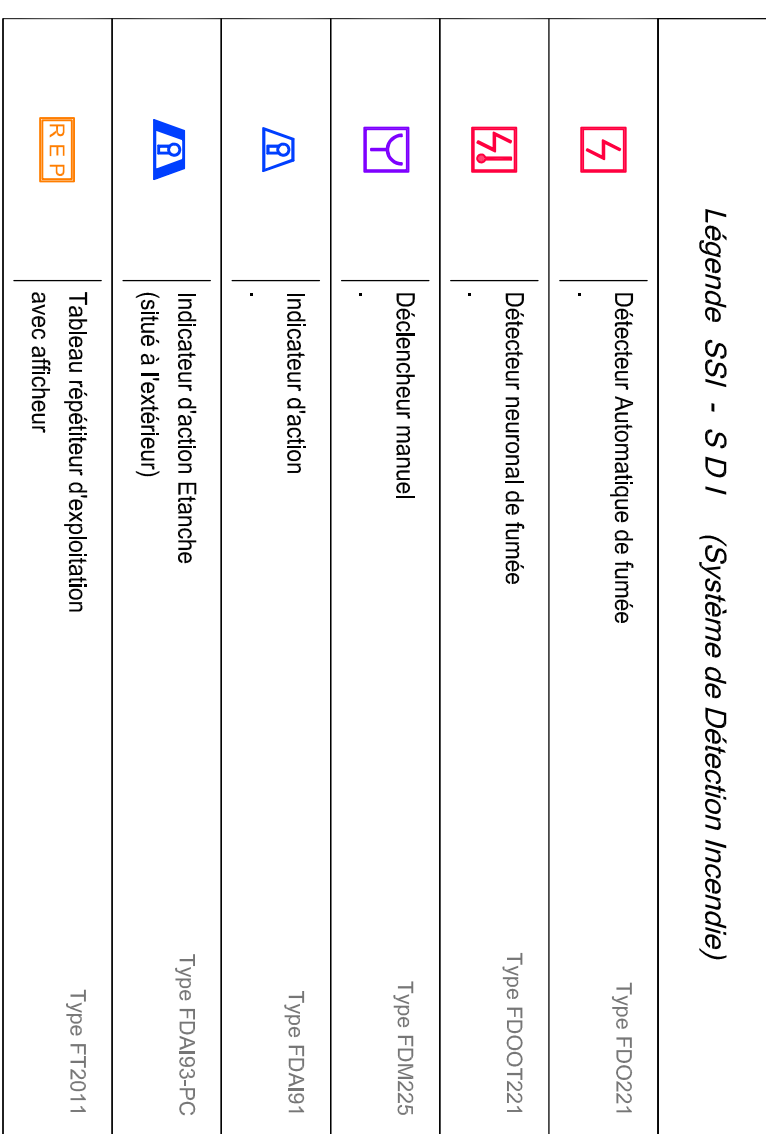 Légende SSI - S D I (Système de Détection Incendie)
Détecteur Automatique de fumée
.
Type FDO221
Détecteur neuronal de fumée
.
Type FDOOT221
Déclencheur manuel
.
Type FDM225
Indicateur d'action
.
Type FDAI91
Indicateur d'action Etanche
(situé à l'extérieur)
Type FDAI93-PC
R E P
Tableau répétiteur d'exploitation
avec afficheur
Type FT2011